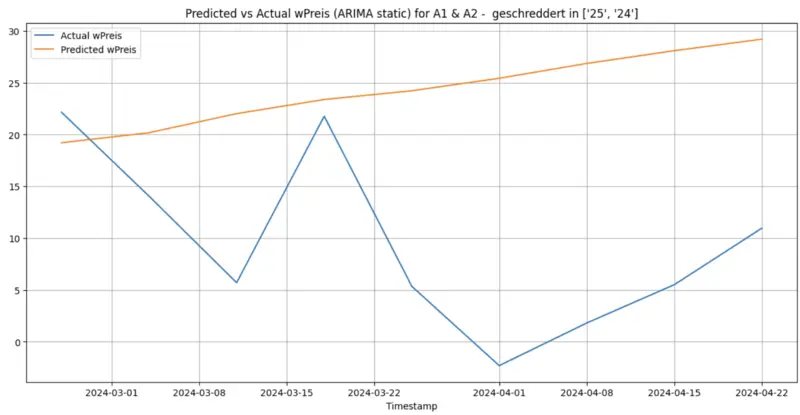 Predicted vs Actual wPreis (ARIMA static) for A1 & A2 -  geschreddert in ['25', '24']
Actual wPreis
Predicted wPreis
30
25
20
15
10
5
0
2024-03-01 2024-03-08 2024-03-15 2024-03-22 2024-04-01 2024-04-08 2024-04-15 2024-04-22
Timestamp